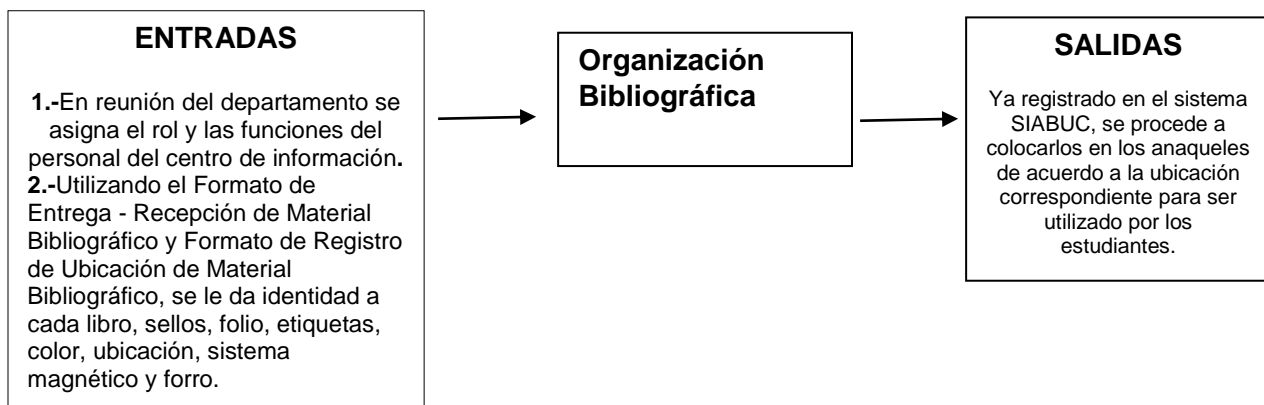 ENTRADAS
1.-En reunión del departamento se
asigna el rol y las funciones del
personal del centro de información.
2.-Utilizando el Formato de
Entrega - Recepción de Material
Bibliográfico y Formato de Registro
de Ubicación de Material
Bibliográfico, se le da identidad a
cada libro, sellos, folio, etiquetas,
color, ubicación, sistema
magnético y forro.
Organización
Bibliográfica
SALIDAS
Ya registrado en el sistema
SIABUC, se procede a
colocarlos en los anaqueles
de acuerdo a la ubicación
correspondiente para ser
utilizado por los
estudiantes.